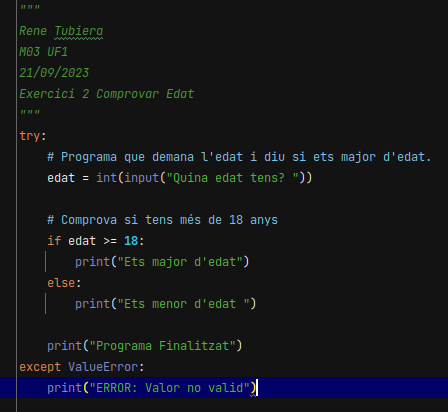 """
Rene Tubiera
M03 UF1
21/09/2023
Exercici 2 Comprovar Edat
"""
try:
    # Programa que demana l'edat i diu si ets major d'edat.
    edat = int(input("Quina edat tens? "))

    # Comprova si tens més de 18 anys
    if edat >= 18:
        print("Ets major d'edat")
    else:
        print("Ets menor d'edat ")

    print("Programa Finalitzat")
except ValueError:
    print("ERROR: Valor no valid")